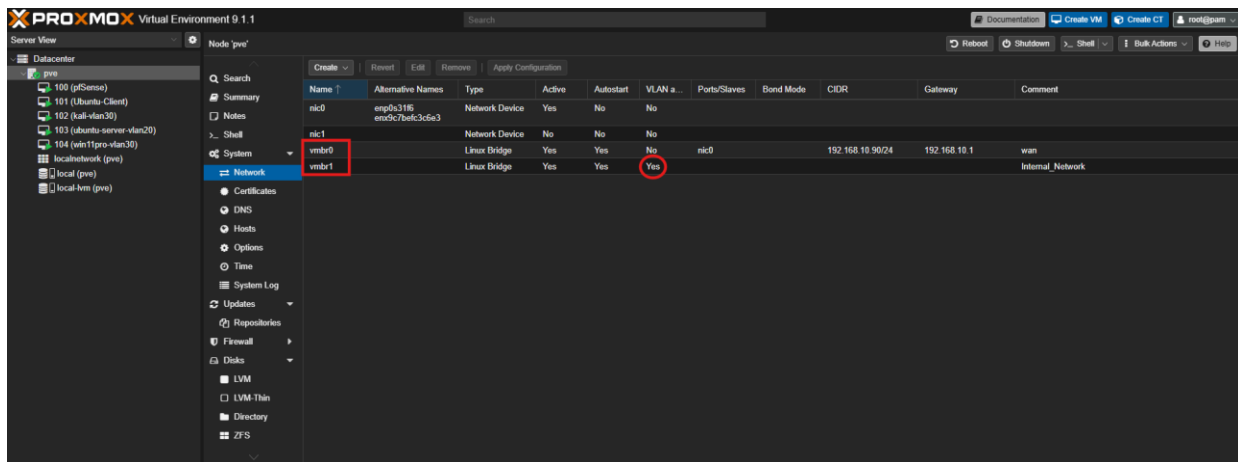 PROXMOX Virtual Environment 9.1.1
Search
Documentation
Create VM
Create CT
root@pam
Server View
Node 'pve'
Reboot
Shutdown
>_ Shell
Bulk Actions
Help
Datacenter
pve
100 (pfSense)
101 (Ubuntu-Client)
102 (kali-vlan30)
103 (ubuntu-server-vlan20)
104 (win11pro-vlan30)
localnetwork (pve)
local (pve)
local-lvm (pve)
Search
Summary
Notes
>_ Shell
System
Network
Certificates
DNS
Hosts
Options
Time
System Log
Updates
Repositories
Firewall
Disks
LVM
LVM-Thin
Directory
ZFS
Create Revert Edit Remove Apply Configuration
Name ↑ Alternative Names Type Active Autostart VLAN a... Ports/Slaves Bond Mode CIDR Gateway Comment
nic0 enp0s31f6 Network Device Yes No No
enx9c7befc3c6e3
nic1 Network Device No No No
vmbr0 Linux Bridge Yes Yes No nic0 192.168.10.90/24 192.168.10.1 wan
vmbr1 Linux Bridge Yes Yes Yes Internal_Network